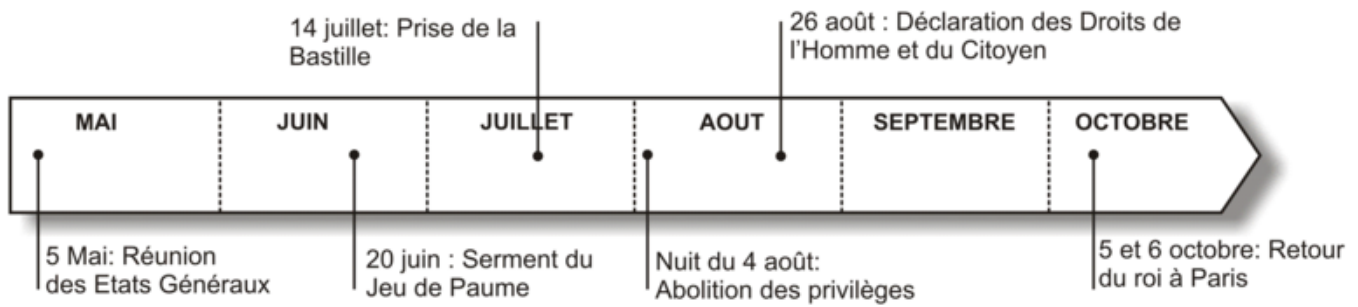 14 juillet: Prise de la
Bastille
26 août : Déclaration des Droits de
l'Homme et du Citoyen
MAI
JUIN
JUILLET
AOUT
SEPTEMBRE
OCTOBRE
5 Mai: Réunion
des Etats Généraux
20 juin : Serment du
Jeu de Paume
Nuit du 4 août:
Abolition des privilèges
5 et 6 octobre: Retour
du roi à Paris